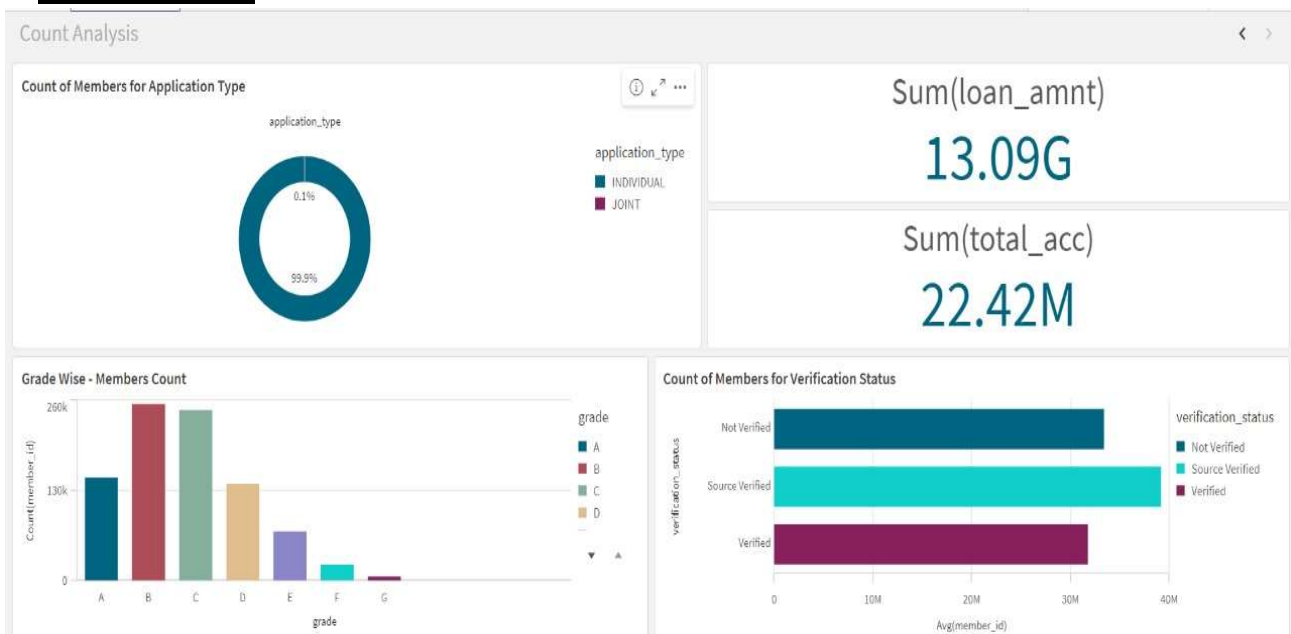 Count Analysis
Count of Members for Application Type
application_type
0.1%
99.9%
application_type
INDIVIDUAL
JOINT
Sum(loan_amnt)
13.09G
Sum(total_acc)
22.42M
Grade Wise - Members Count
260k
130k
0
Count(member_id)
A B C D E F G
grade
grade
A
B
C
D
Count of Members for Verification Status
verification_status
Not Verified
Source Verified
Verified
0 10M 20M 30M 40M
Avg(member_id)
verification_status
Not Verified
Source Verified
Verified